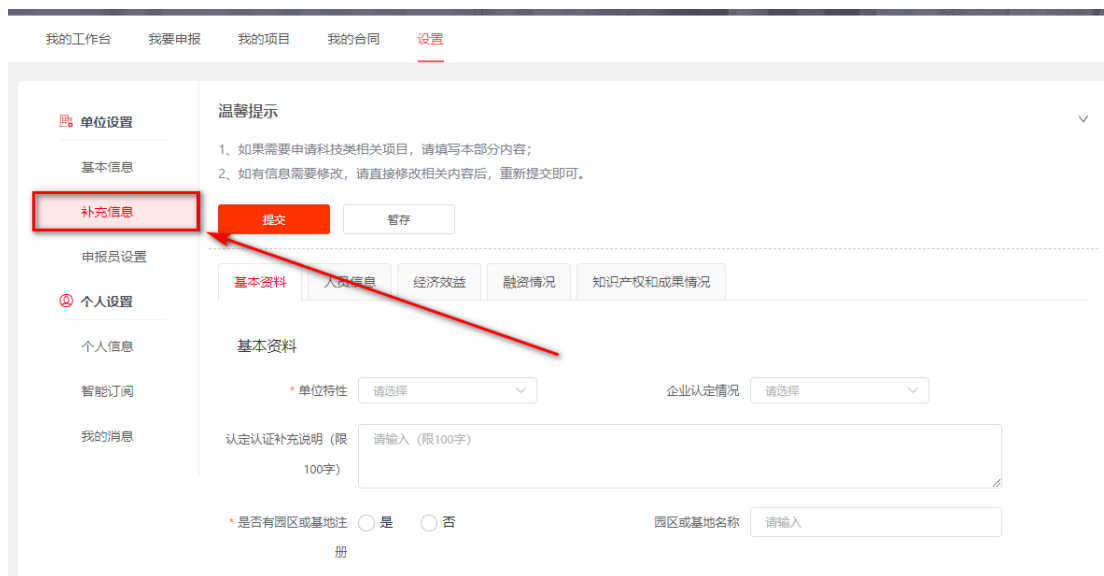 我的工作台 我要申报 我的项目 我的合同 设置
单位设置
基本信息
补充信息
申报员设置
个人设置
个人信息
智能订阅
我的消息
温馨提示
1、如果需要申请科技类相关项目，请填写本部分内容；
2、如有信息需要修改，请直接修改相关内容后，重新提交即可。
提交 暂存
基本资料 人员信息 经济效益 融资情况 知识产权和成果情况
基本资料
* 单位特性 请选择 企业认定情况 请选择
认定认证补充说明（限
100字） 请输入（限100字）
* 是否有园区或基地注
册 是 否 园区或基地名称 请输入